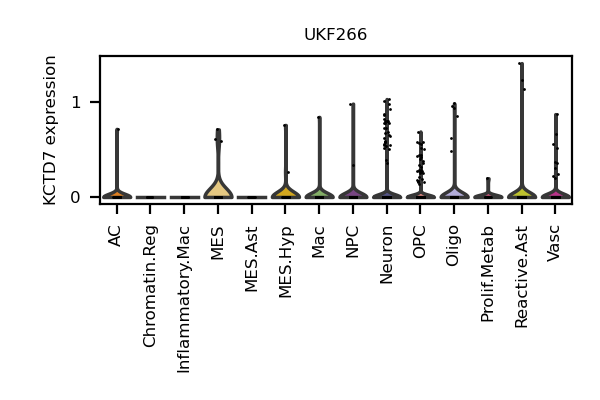 UKF266
KCTD7 expression
1
0
AC
Chromatin.Reg
Inflammatory.Mac
MES
MES.Ast
MES.Hyp
Mac
NPC
Neuron
OPC
Oligo
Prolif.Metab
Reactive.Ast
Vasc